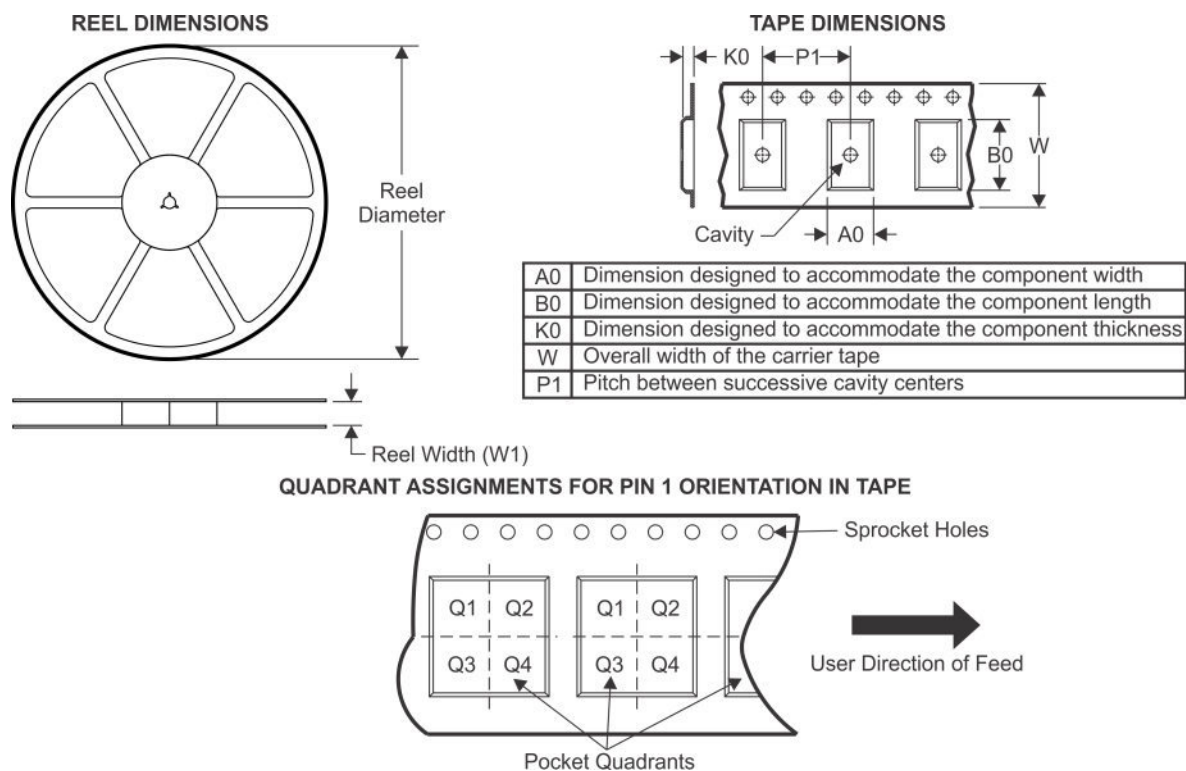 REEL DIMENSIONS
Reel
Diameter
Reel Width (W1)
TAPE DIMENSIONS
K0
P1
B0
W
Cavity
A0
A0 Dimension designed to accommodate the component width
B0 Dimension designed to accommodate the component length
K0 Dimension designed to accommodate the component thickness
W Overall width of the carrier tape
P1 Pitch between successive cavity centers
QUADRANT ASSIGNMENTS FOR PIN 1 ORIENTATION IN TAPE
Sprocket Holes
Q1 Q2 Q1 Q2
Q3 Q4 Q3 Q4
User Direction of Feed
Pocket Quadrants